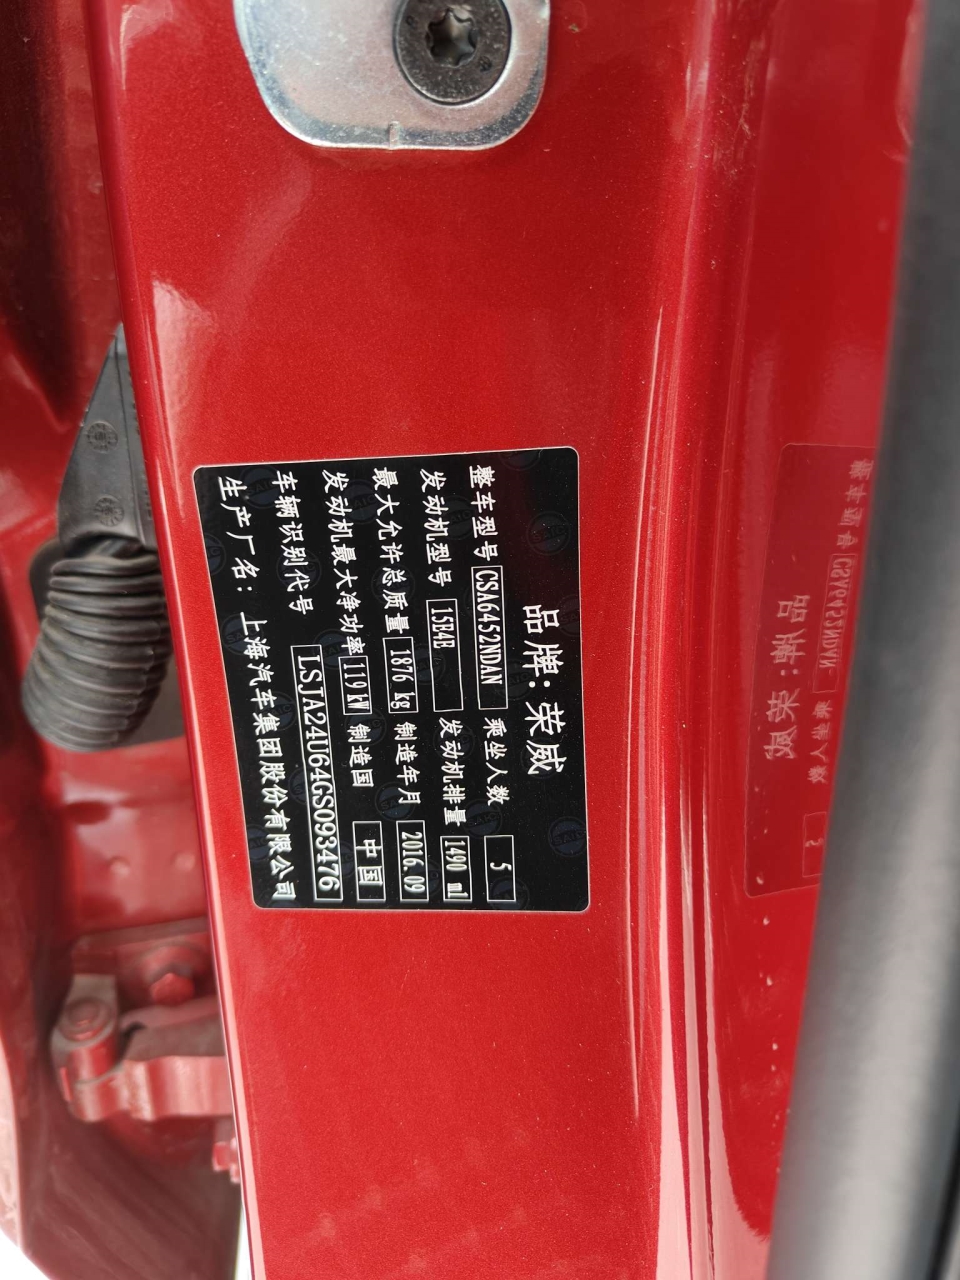 品牌：荣威
整车型号 CSA6452NDAN 乘坐人数 5
发动机型号 15E4E 发动机排量 1490 ml
最大允许总质量 1876 kg 制造年月 2016.09
发动机最大净功率 119kW 制造国 中国
车辆识别代号 LSJA24U64GS093476
生产厂名：上海汽车集团股份有限公司